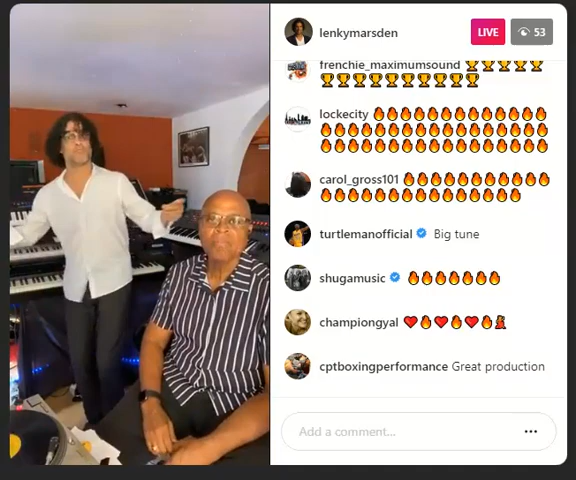 lenkymarsden LIVE 53
frenchie_maximumsound 🏆🏆🏆🏆🏆
🏆🏆🏆🏆🏆🏆🏆🏆🏆🏆
lockecity 🔥🔥🔥🔥🔥🔥🔥🔥🔥🔥🔥🔥🔥
🔥🔥🔥🔥🔥🔥🔥🔥🔥🔥🔥🔥🔥🔥🔥🔥🔥
🔥🔥🔥🔥🔥🔥🔥🔥🔥🔥🔥🔥🔥🔥🔥🔥🔥
carol_gross101 🔥🔥🔥🔥🔥🔥🔥🔥🔥🔥🔥
🔥🔥🔥🔥🔥🔥🔥🔥🔥🔥🔥🔥🔥🔥🔥
turtlemanofficial Big tune
shugamusic 🔥🔥🔥🔥🔥🔥🔥
championgyal ❤️🔥❤️🔥❤️🔥💃
cptboxingperformance Great production
Add a comment...